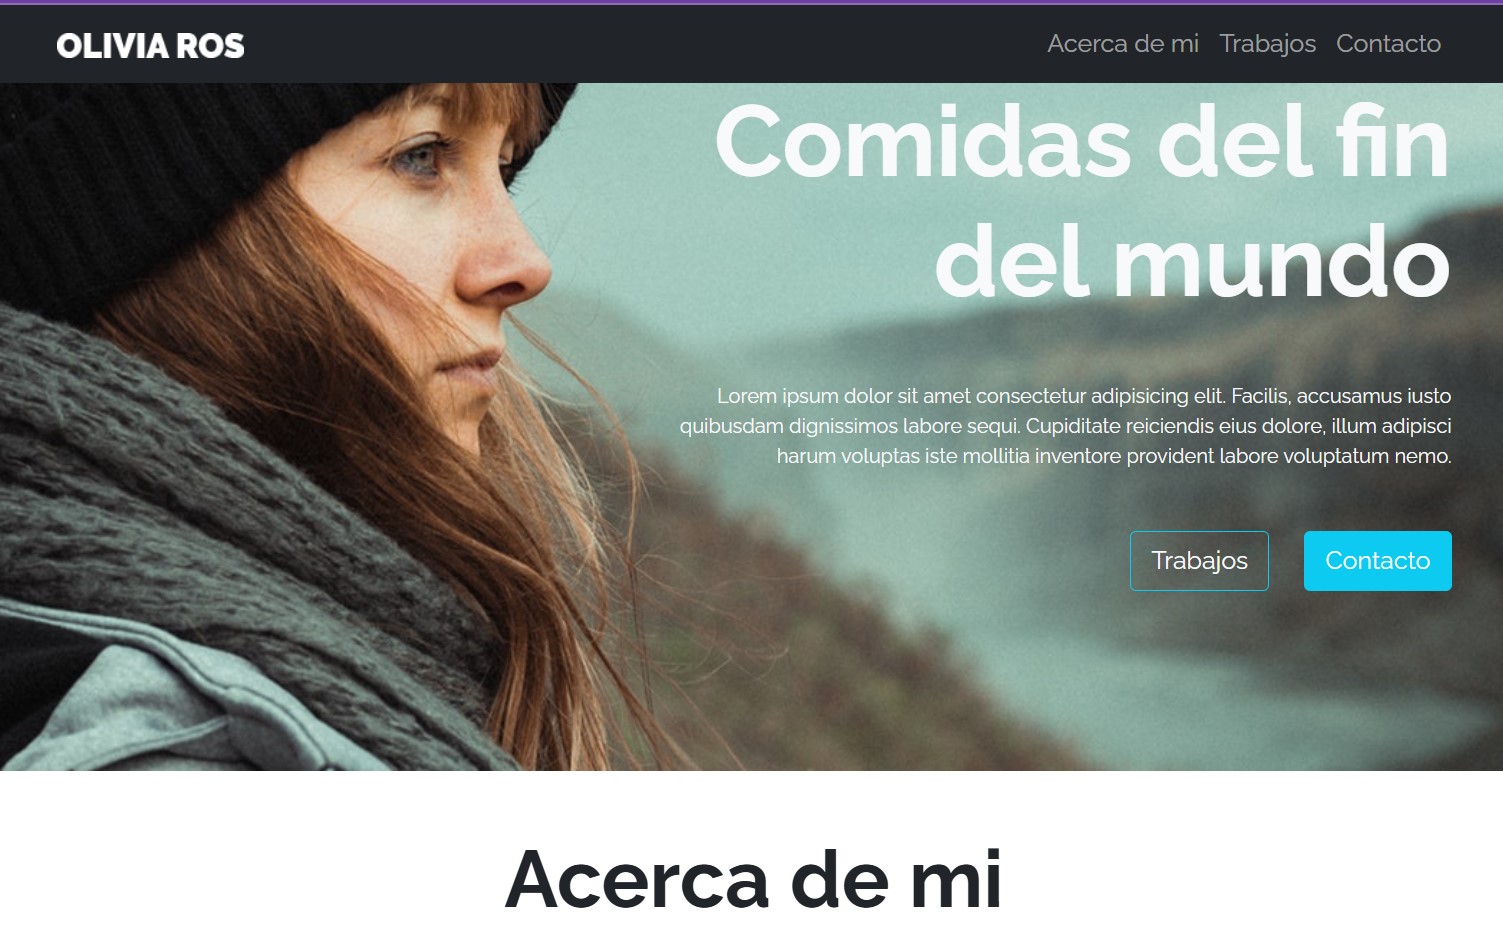 OLIVIA ROS
Acerca de mi Trabajos Contacto
Comidas del fin
del mundo
Lorem ipsum dolor sit amet consectetur adipisicing elit. Facilis, accusamus iusto
quibusdam dignissimos labore sequi. Cupiditate reiciendis eius dolore, illum adipisci
harum voluptas iste mollitia inventore provident labore voluptatum nemo.
Trabajos Contacto
Acerca de mi